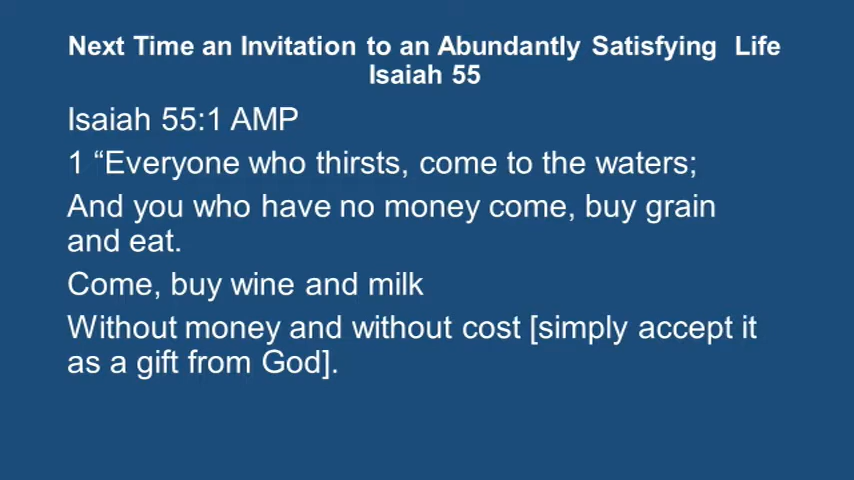 Next Time an Invitation to an Abundantly Satisfying Life
Isaiah 55
Isaiah 55:1 AMP
1 “Everyone who thirsts, come to the waters;
And you who have no money come, buy grain
and eat.
Come, buy wine and milk
Without money and without cost [simply accept it
as a gift from God].